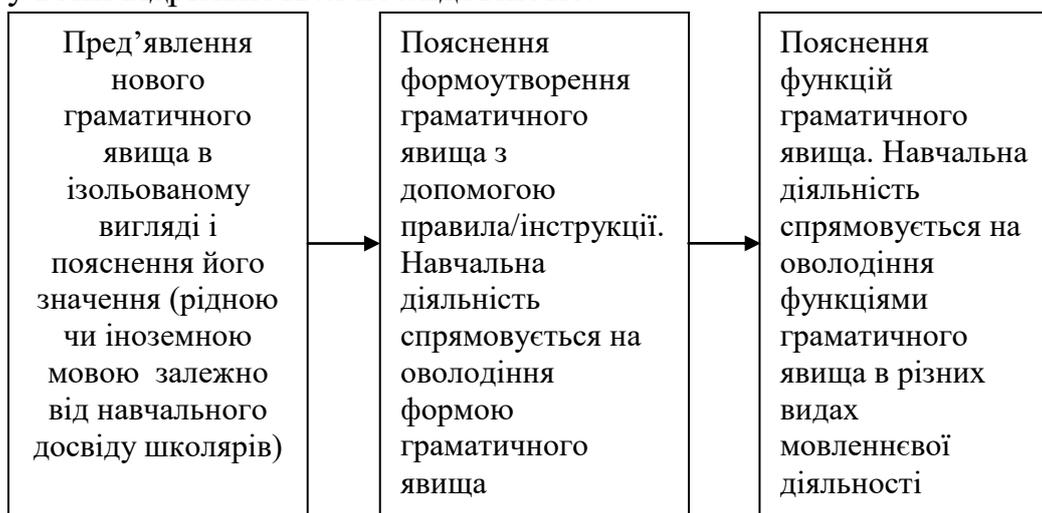 Пред’явлення
нового
граматичного
явища в
ізольованому
вигляді і
пояснення його
значення (рідною
чи іноземною
мовою залежно
від навчального
досвіду школярів)
Пояснення
формоутворення
граматичного
явища з
допомогою
правила/інструкції.
Навчальна
діяльність
спрямовується на
оволодіння
формою
граматичного
явища
Пояснення
функцій
граматичного
явища. Навчальна
діяльність
спрямовується на
оволодіння
функціями
граматичного
явища в різних
видах
мовленнєвої
діяльності